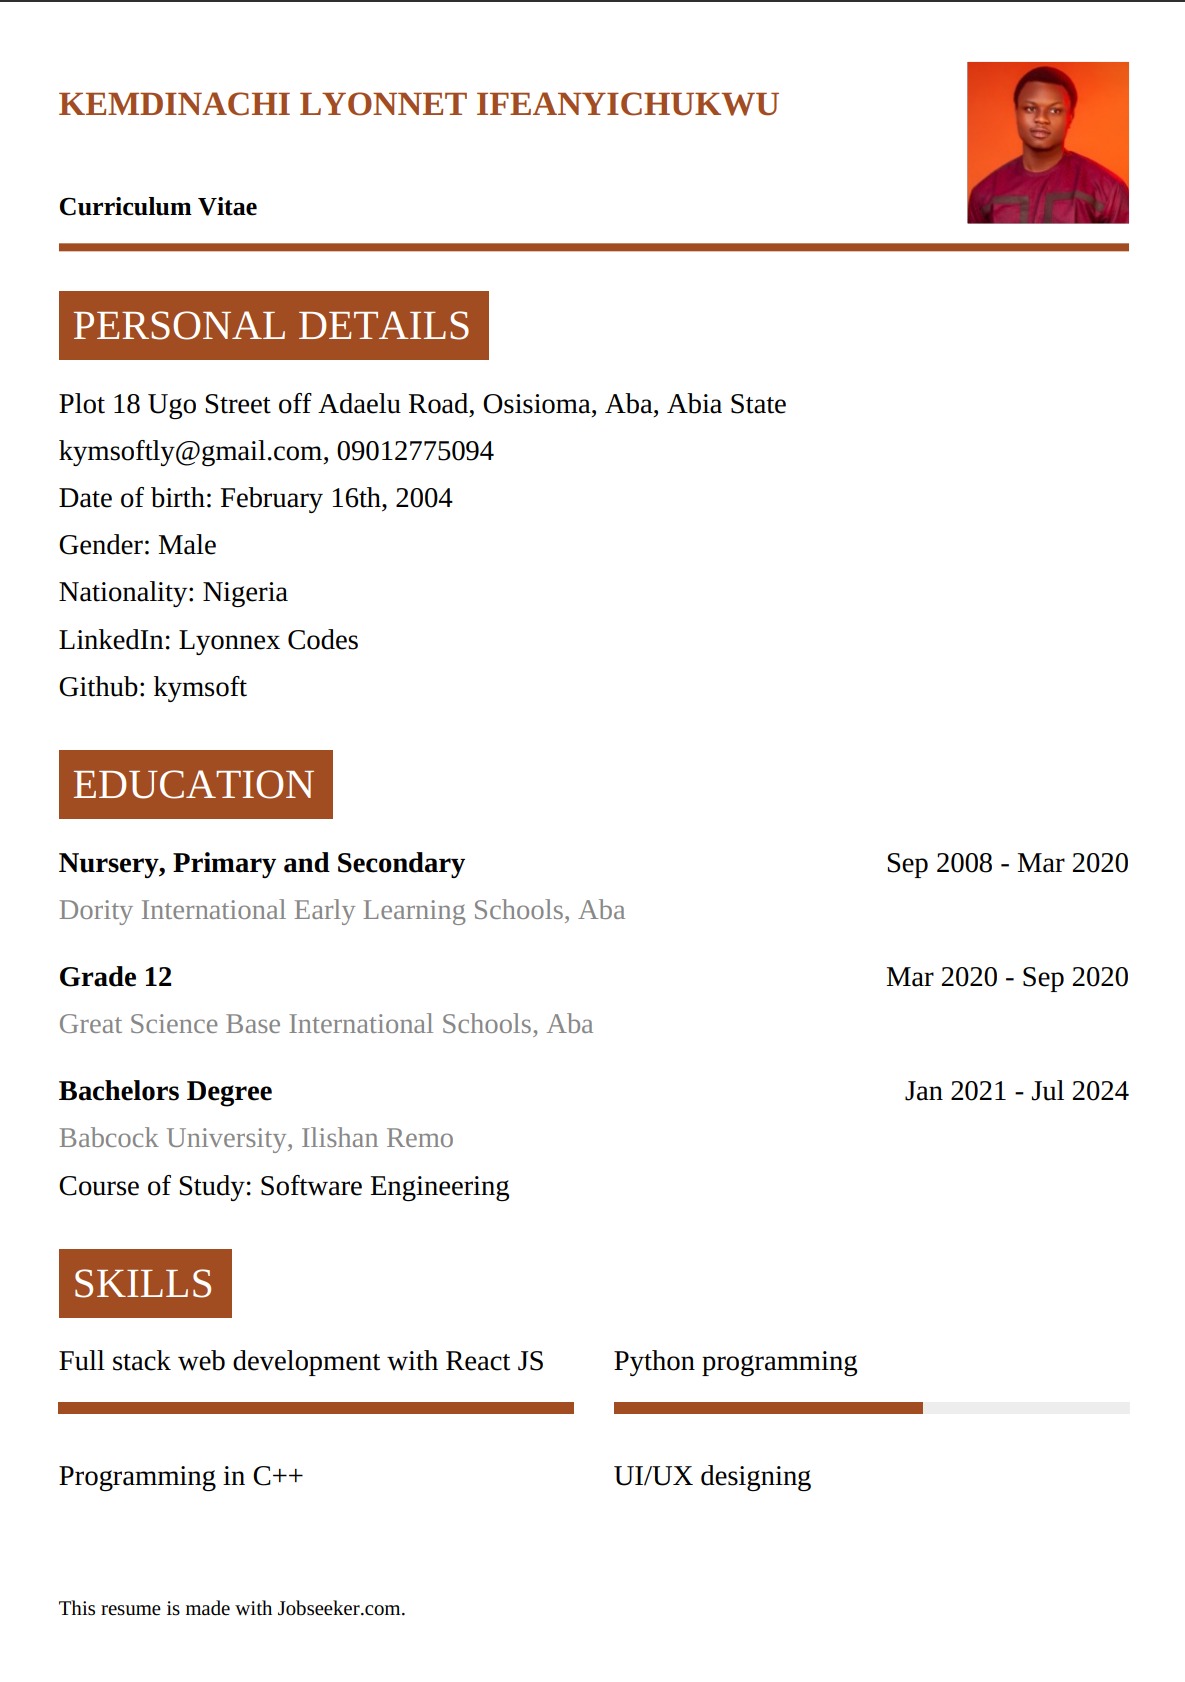 KEMDINACHI LYONNET IFEANYICHUKWU
Curriculum Vitae
PERSONAL DETAILS
Plot 18 Ugo Street off Adaelu Road, Osisioma, Aba, Abia State
kymsoftly@gmail.com, 09012775094
Date of birth: February 16th, 2004
Gender: Male
Nationality: Nigeria
LinkedIn: Lyonnex Codes
Github: kymsoft
EDUCATION
Nursery, Primary and Secondary Sep 2008 - Mar 2020
Dority International Early Learning Schools, Aba
Grade 12 Mar 2020 - Sep 2020
Great Science Base International Schools, Aba
Bachelors Degree Jan 2021 - Jul 2024
Babcock University, Ilishan Remo
Course of Study: Software Engineering
SKILLS
Full stack web development with React JS Python programming
Programming in C++ UI/UX designing
This resume is made with Jobseeker.com.